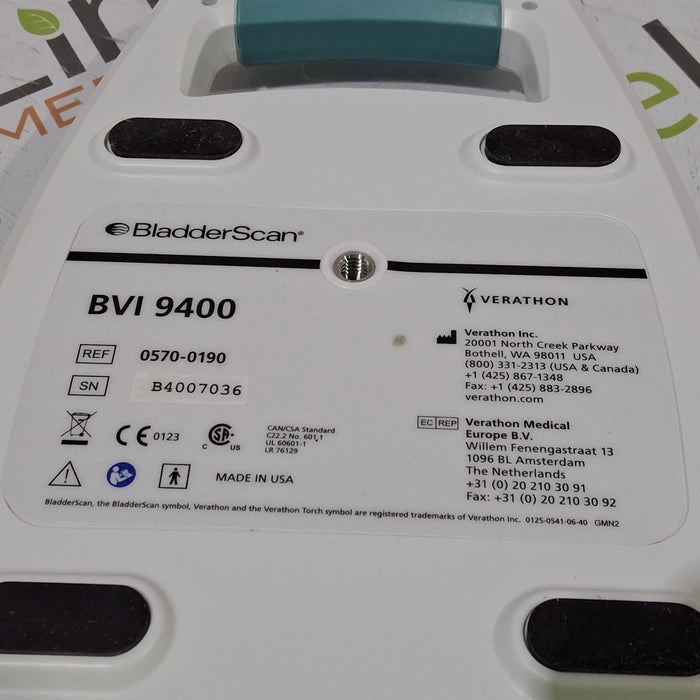 BladderScan®
BVI 9400
REF 0570-0190
SN B4007036
0123
C US
CAN/CSA Standard
C22.2 No. 601.1
UL 60601-1
LR 76129
MADE IN USA
VERATHON
Verathon Inc.
20001 North Creek Parkway
Bothell, WA 98011 USA
(800) 331-2313 (USA & Canada)
+1 (425) 867-1348
Fax: +1 (425) 883-2896
verathon.com
EC REP Verathon Medical
Europe B.V.
Willem Fenengastraat 13
1096 BL Amsterdam
The Netherlands
+31 (0) 20 210 30 91
Fax: +31 (0) 20 210 30 92
BladderScan, the BladderScan symbol, Verathon and the Verathon Torch symbol are registered trademarks of Verathon Inc. 0125-0541-06-40 GMN2